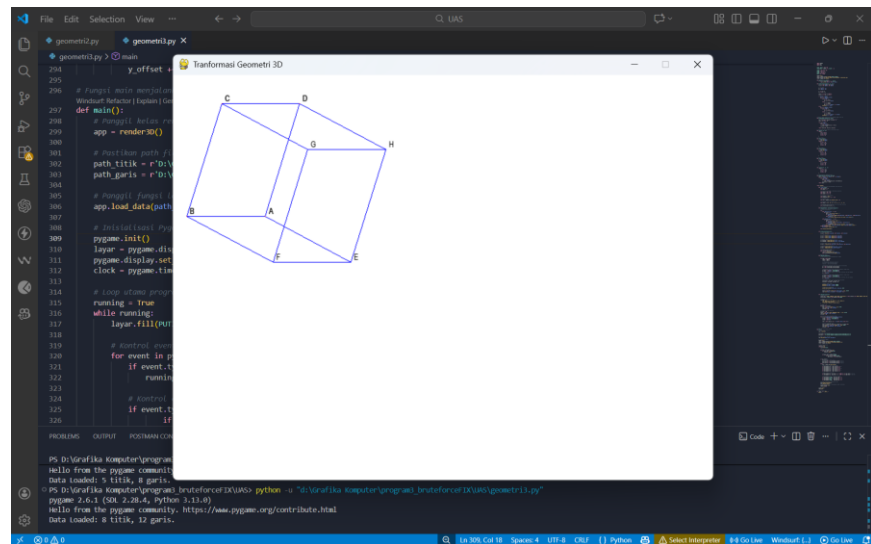 File Edit Selection View ··· UAS
geometri2.py geometri3.py
geometri3.py > main
294 y_offset +
295
296 # Fungsi main menjalan
Windsurf: Refactor | Explain | Ge
297 def main():
298 # Panggil kelas re
299 app = render3D()
300
301 # Pastikan path fi
302 path_titik = r'D:\
303 path_garis = r'D:\
304
305 # Panggil fungsi
306 app.load_data(path
307
308 # Inisialisasi Pyg
309 pygame.init()
310 layar = pygame.dis
311 pygame.display.set
312 clock = pygame.tim
313
314 # Loop utama progr
315 running = True
316 while running:
317 layar.fill(PUT
318
319 # Kontrol even
320 for event in p
321 if event.t
322 runnin
323
324 # Kontrol
325 if event.t
326 if
Tranformasi Geometri 3D
C D
G H
B A
F E
PROBLEMS OUTPUT POSTMAN CON
Code
PS D:\Grafika Komputer\program
Hello from the pygame communit
Data Loaded: 5 titik, 8 garis.
PS D:\Grafika Komputer\program3_bruteforceFIX\UAS> python -u "d:\Grafika Komputer\program3_bruteforceFIX\UAS\geometri3.py"
pygame 2.6.1 (SDL 2.28.4, Python 3.13.0)
Hello from the pygame community. https://www.pygame.org/contribute.html
Data Loaded: 8 titik, 12 garis.
0 0 0 Ln 309, Col 18 Spaces: 4 UTF-8 CRLF {} Python Select Interpreter Go Live Windsurf: (...) Go Live